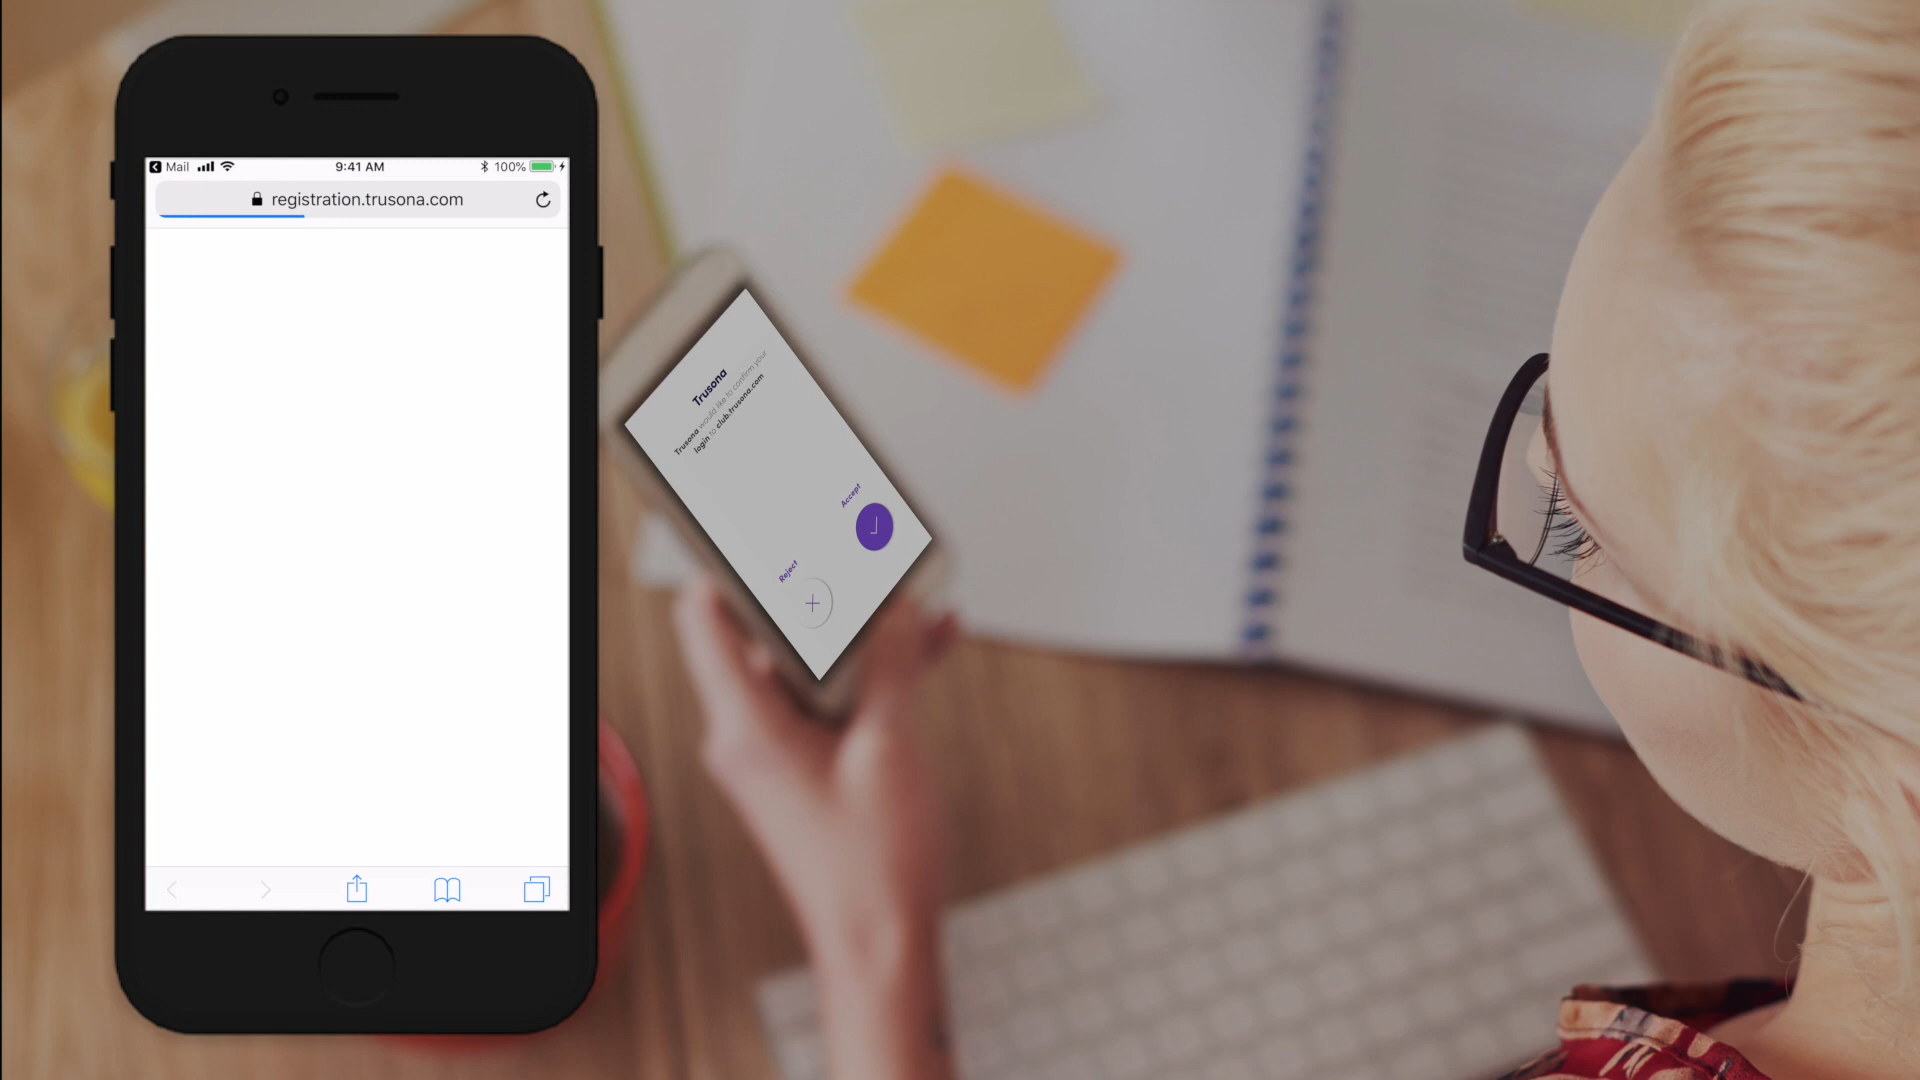 Mail
9:41 AM
100%
registration.trusona.com
Trusona
Trusona would like to confirm your
login to club.trusona.com
Accept
Reject